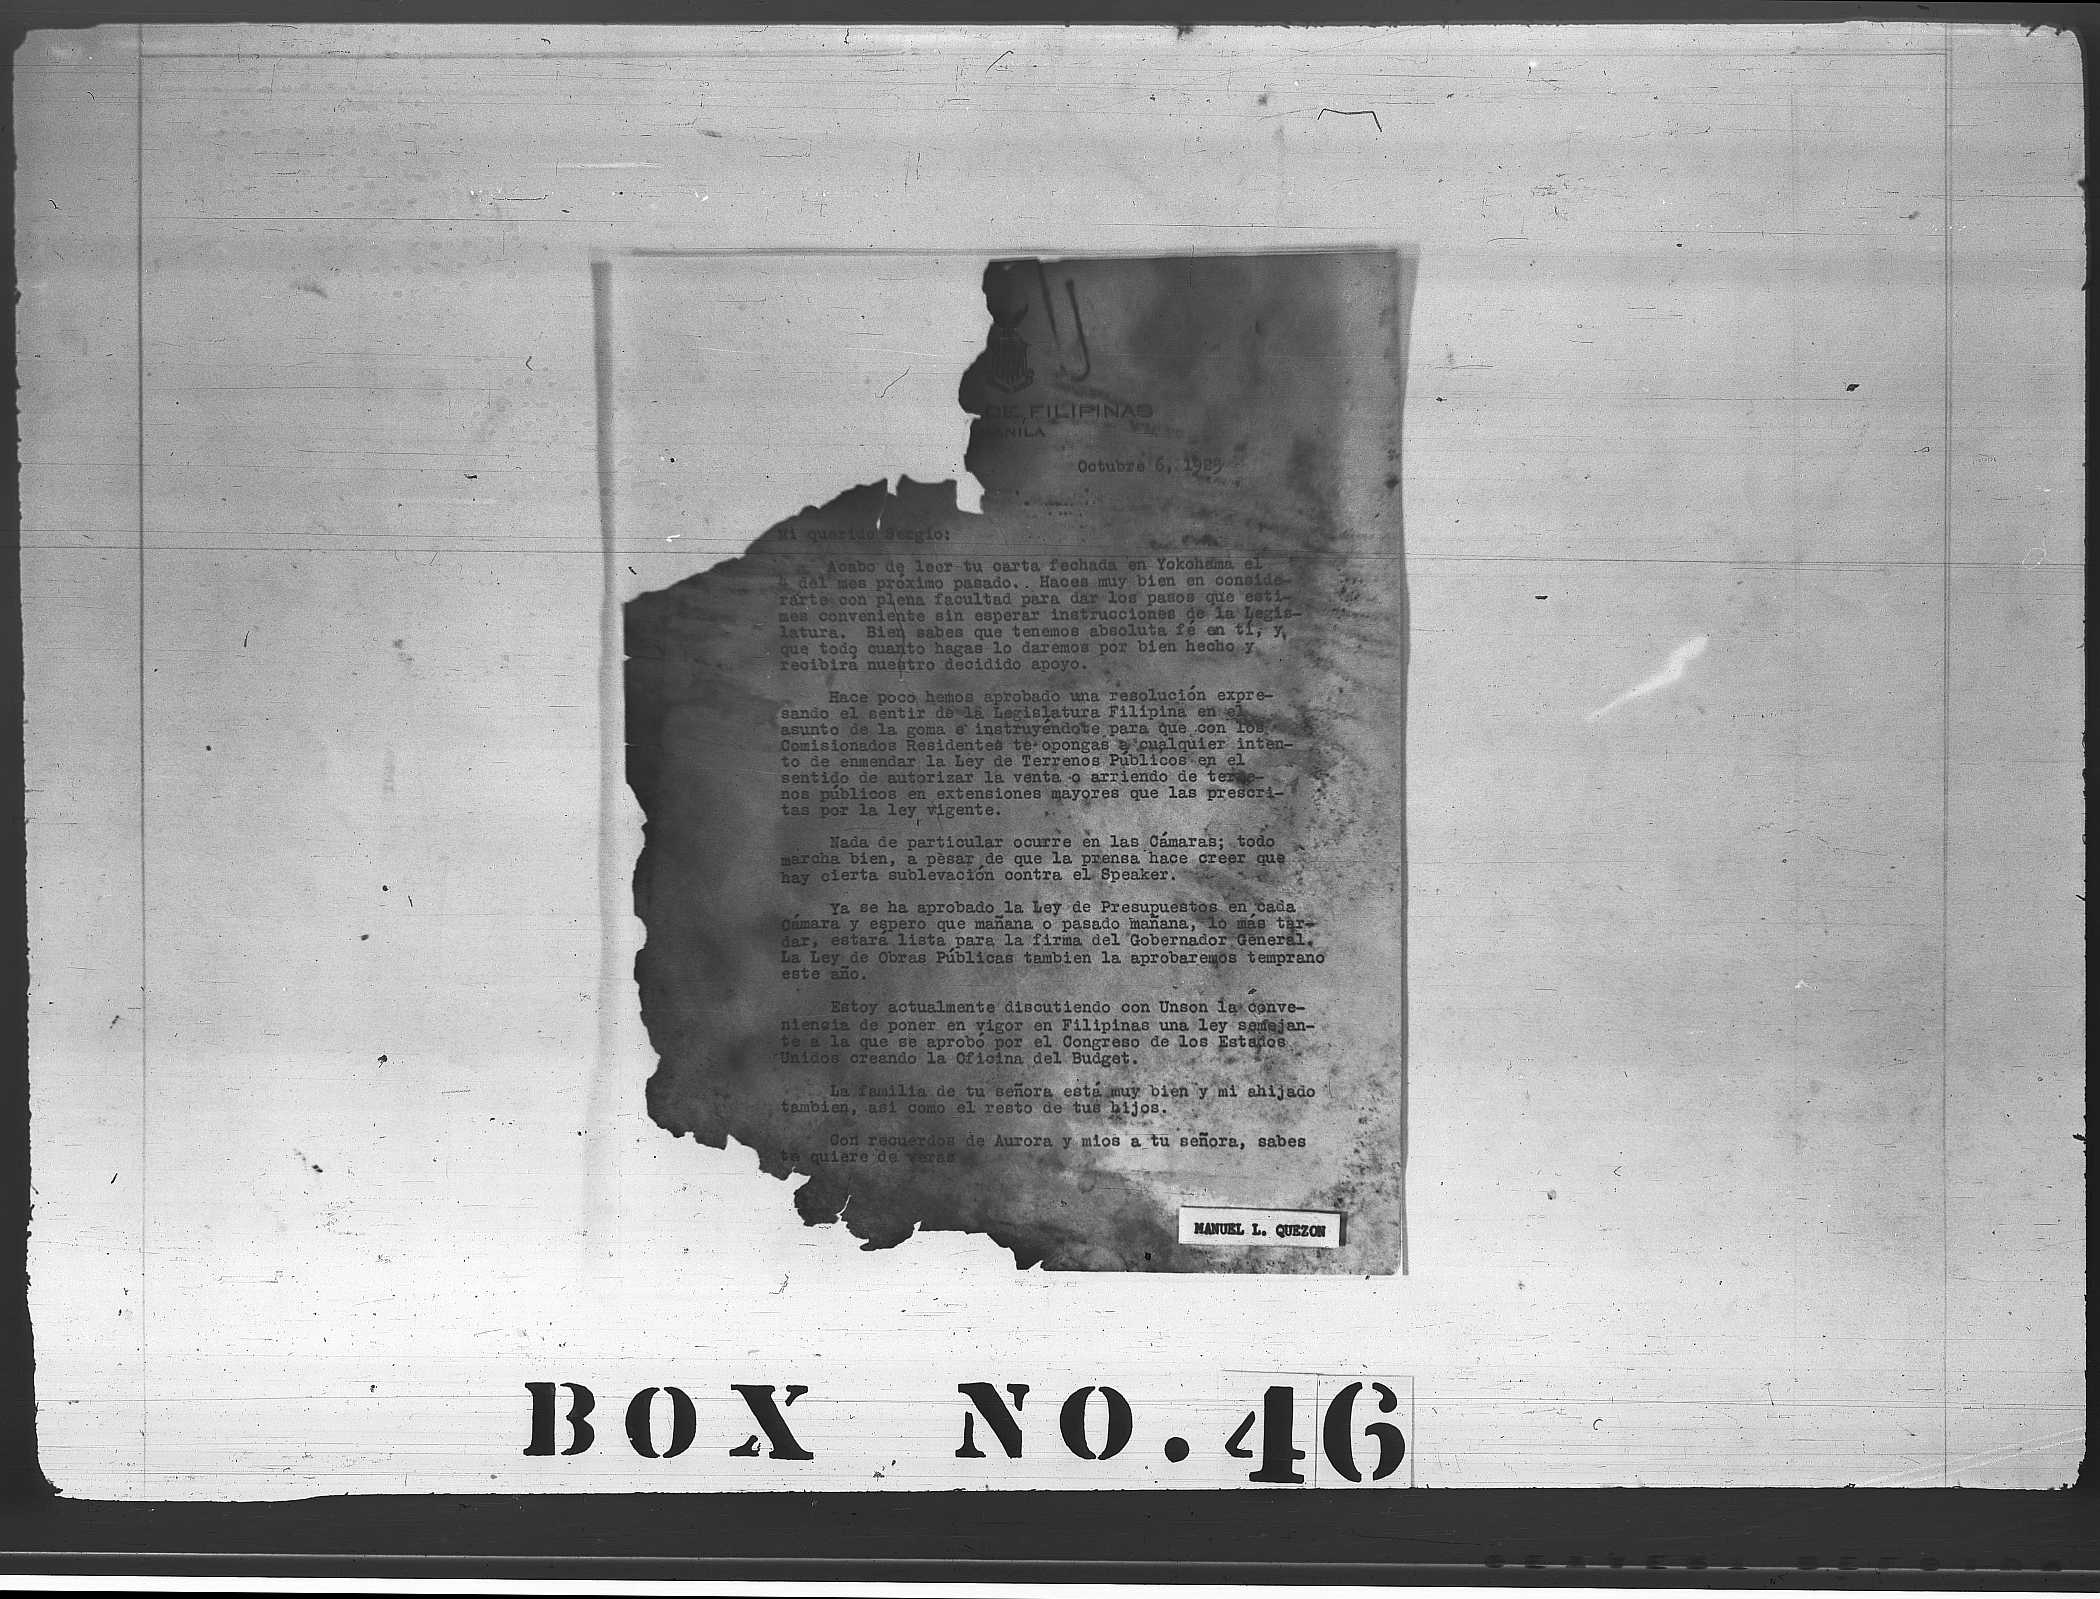 DE FILIPINAS
MANILA
Octubre 6, 1925
Mi querido Sergio:
Acabo de leer tu carta fechada en Yokohama el
4 del mes próximo pasado. Haces muy bien en conside-
rarte con plena facultad para dar los pasos que esti-
mes conveniente sin esperar instrucciones de la Legis-
latura. Bien sabes que tenemos absoluta fé en tí, y
que todo cuanto hagas lo daremos por bien hecho y
recibirá nuestro decidido apoyo.
Hace poco hemos aprobado una resolución expre-
sando el sentir de la Legislatura Filipina en el
asunto de la goma e instruyéndote para que con los
Comisionados Residentes te opongas a cualquier inten-
to de enmendar la Ley de Terrenos Públicos en el
sentido de autorizar la venta o arriendo de terre-
nos públicos en extensiones mayores que las prescri-
tas por la ley vigente.
Nada de particular ocurre en las Cámaras; todo
marcha bien, a pesar de que la prensa hace creer que
hay cierta sublevación contra el Speaker.
Ya se ha aprobado la Ley de Presupuestos en cada
Cámara y espero que mañana o pasado mañana, lo más tar-
dar, estará lista para la firma del Gobernador General.
La Ley de Obras Públicas tambien la aprobaremos temprano
este año.
Estoy actualmente discutiendo con Unson la conve-
niencia de poner en vigor en Filipinas una ley semejan-
te a la que se aprobó por el Congreso de los Estados
Unidos creando la Oficina del Budget.
La familia de tu señora está muy bien y mi ahijado
tambien, asi como el resto de tus hijos.
Con recuerdos de Aurora y mios a tu señora, sabes
te quiere de veras
MANUEL L. QUEZON
BOX NO. 46